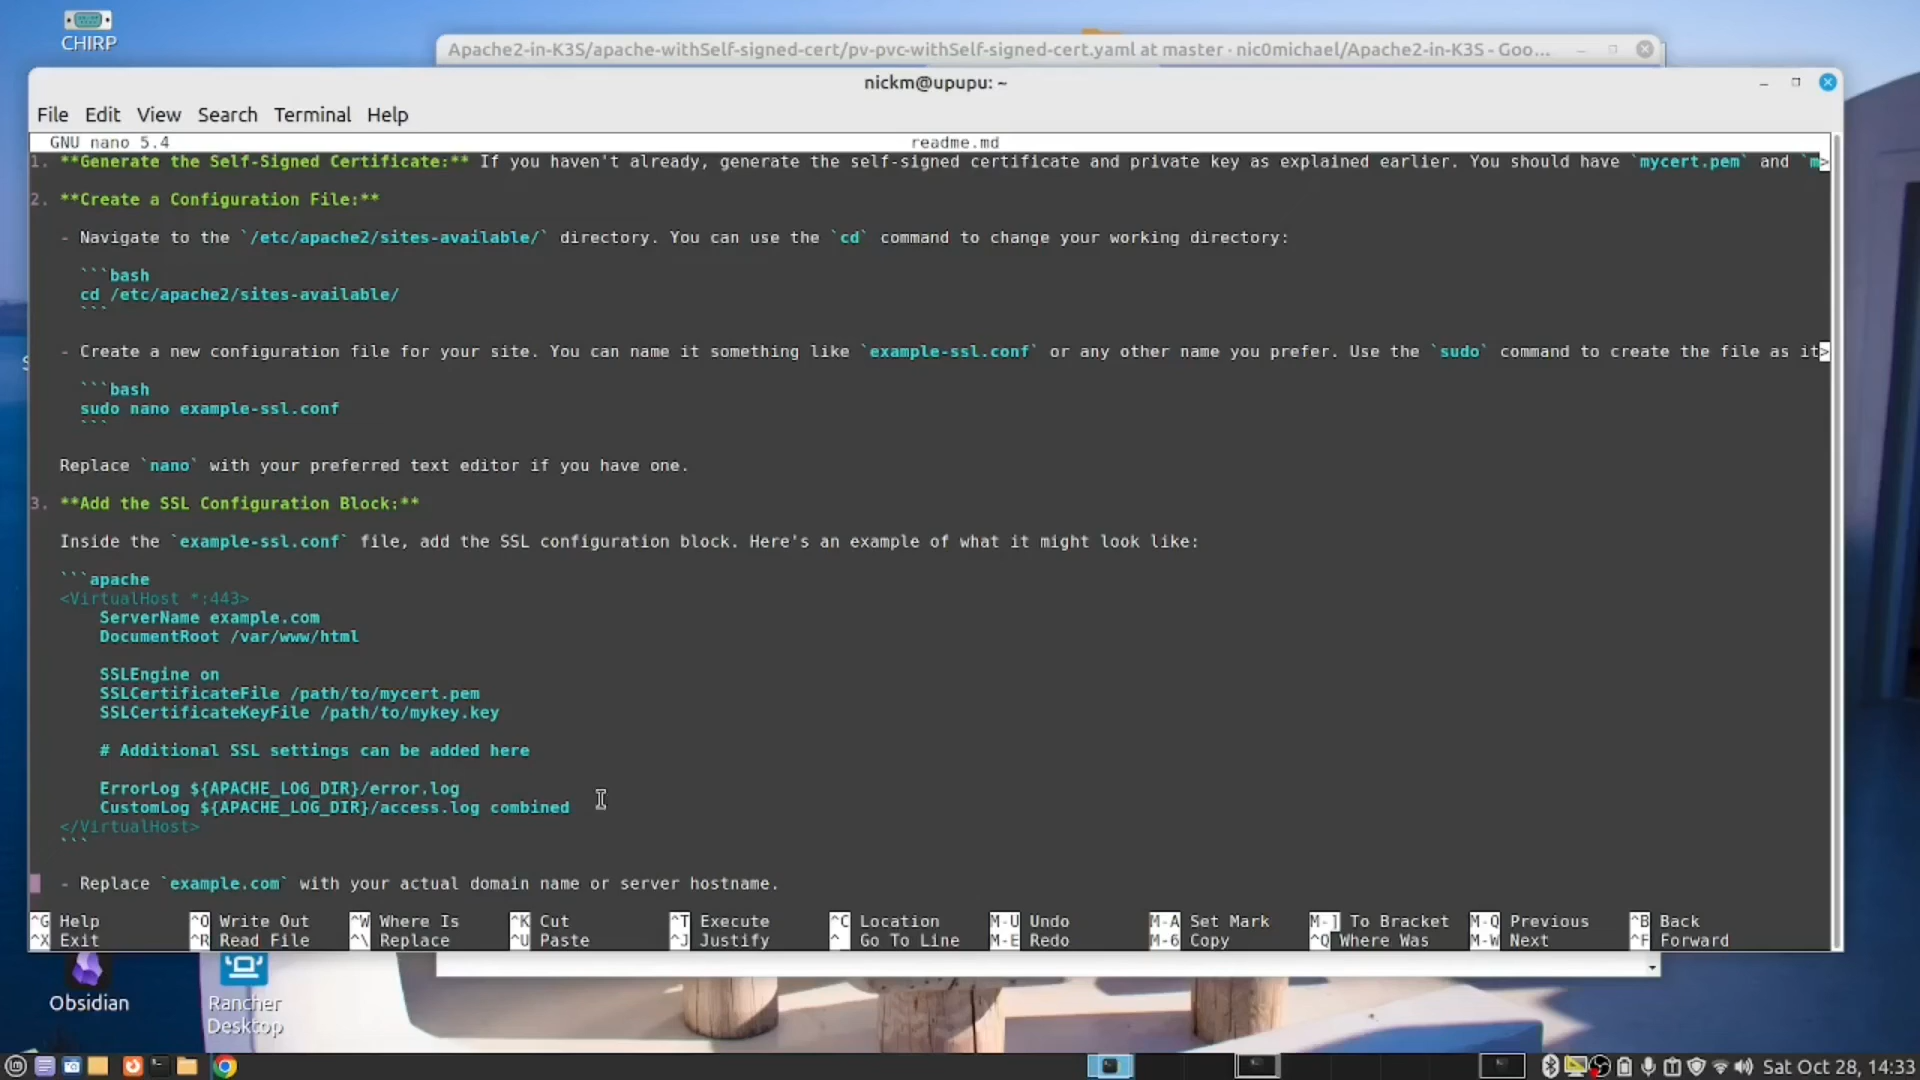 CHIRP
Apache2-in-K3S/apache-withSelf-signed-cert/pv-pvc-withSelf-signed-cert.yaml at master · nic0michael/Apache2-in-K3S - Goo...
nickm@upupu: ~
File Edit View Search Terminal Help
GNU nano 5.4 readme.md
1. **Generate the Self-Signed Certificate:** If you haven't already, generate the self-signed certificate and private key as explained earlier. You should have `mycert.pem` and `m>
2. **Create a Configuration File:**
- Navigate to the `/etc/apache2/sites-available/` directory. You can use the `cd` command to change your working directory:
```bash
cd /etc/apache2/sites-available/
```
- Create a new configuration file for your site. You can name it something like `example-ssl.conf` or any other name you prefer. Use the `sudo` command to create the file as it>
```bash
sudo nano example-ssl.conf
```
Replace `nano` with your preferred text editor if you have one.
3. **Add the SSL Configuration Block:**
Inside the `example-ssl.conf` file, add the SSL configuration block. Here's an example of what it might look like:
```apache
<VirtualHost *:443>
ServerName example.com
DocumentRoot /var/www/html
SSLEngine on
SSLCertificateFile /path/to/mycert.pem
SSLCertificateKeyFile /path/to/mykey.key
# Additional SSL settings can be added here
ErrorLog ${APACHE_LOG_DIR}/error.log
CustomLog ${APACHE_LOG_DIR}/access.log combined
</VirtualHost>
```
- Replace `example.com` with your actual domain name or server hostname.
^G Help ^O Write Out ^W Where Is ^K Cut ^T Execute ^C Location M-U Undo M-A Set Mark M-] To Bracket M-Q Previous ^B Back
^X Exit ^R Read File ^\ Replace ^U Paste ^J Justify ^_ Go To Line M-E Redo M-6 Copy ^Q Where Was M-W Next ^F Forward
Obsidian
Rancher
Desktop
Sat Oct 28, 14:33